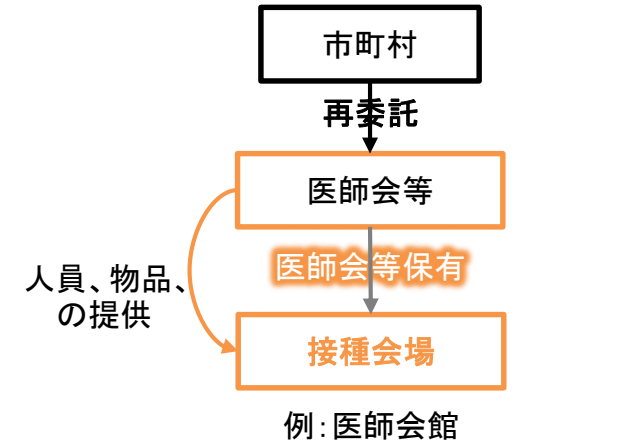 市町村
再委託
医師会等
医師会等保有
人員、物品、
の提供
接種会場
例：医師会館